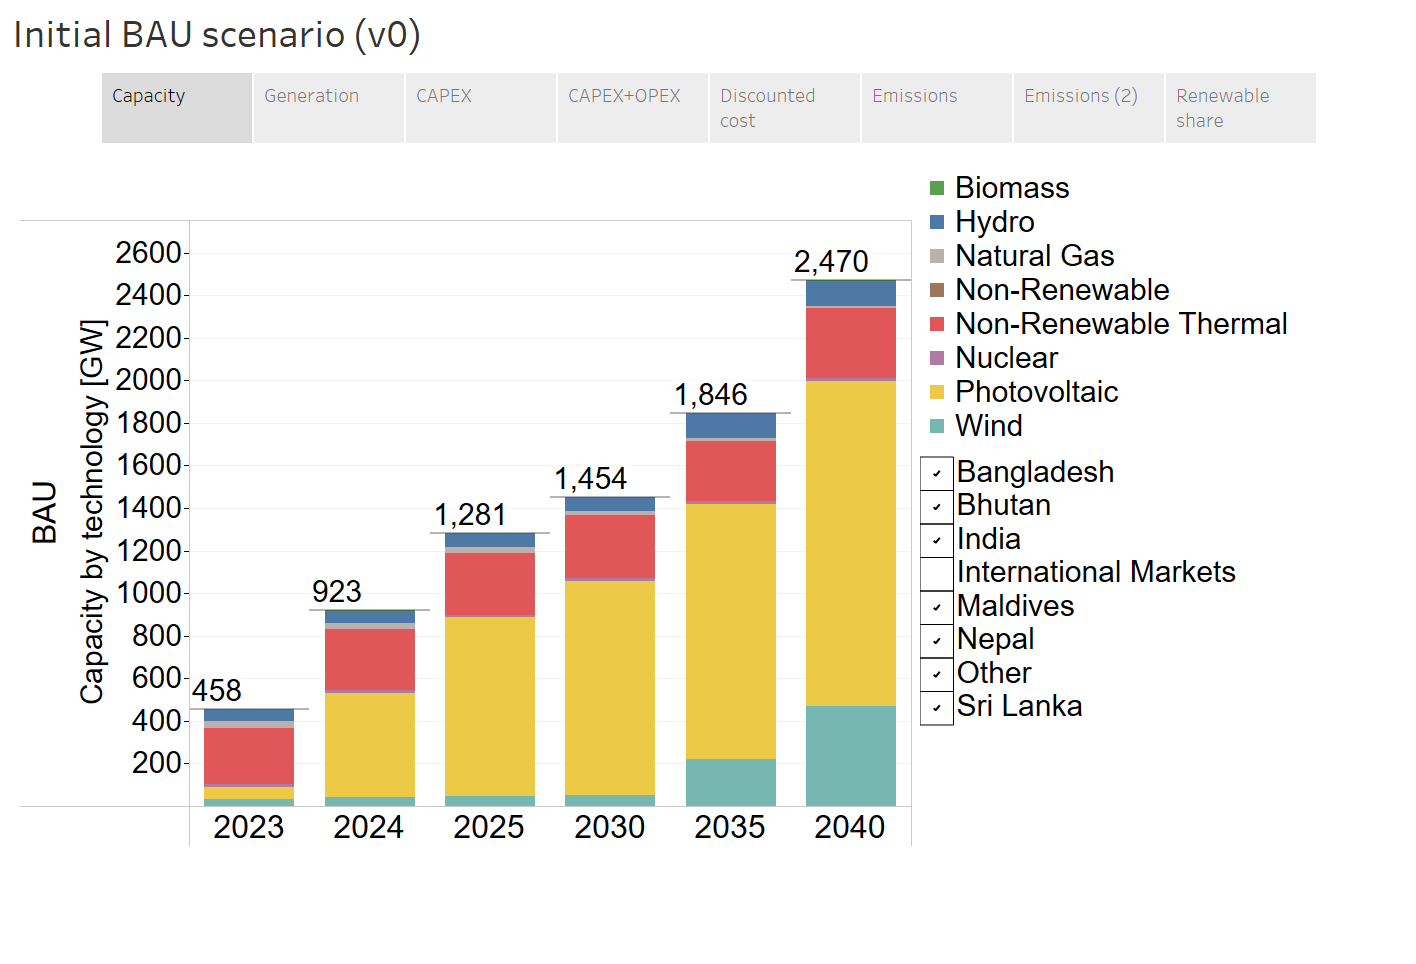 Initial BAU scenario (v0)
Capacity
Generation
CAPEX
CAPEX+OPEX
Discounted
cost
Emissions
Emissions (2)
Renewable
share
BAU
Capacity by technology [GW]
2600
2400
2200
2000
1800
1600
1400
1200
1000
800
600
400
200
458
923
1,281
1,454
1,846
2,470
2023
2024
2025
2030
2035
2040
Biomass
Hydro
Natural Gas
Non-Renewable
Non-Renewable Thermal
Nuclear
Photovoltaic
Wind
Bangladesh
Bhutan
India
International Markets
Maldives
Nepal
Other
Sri Lanka